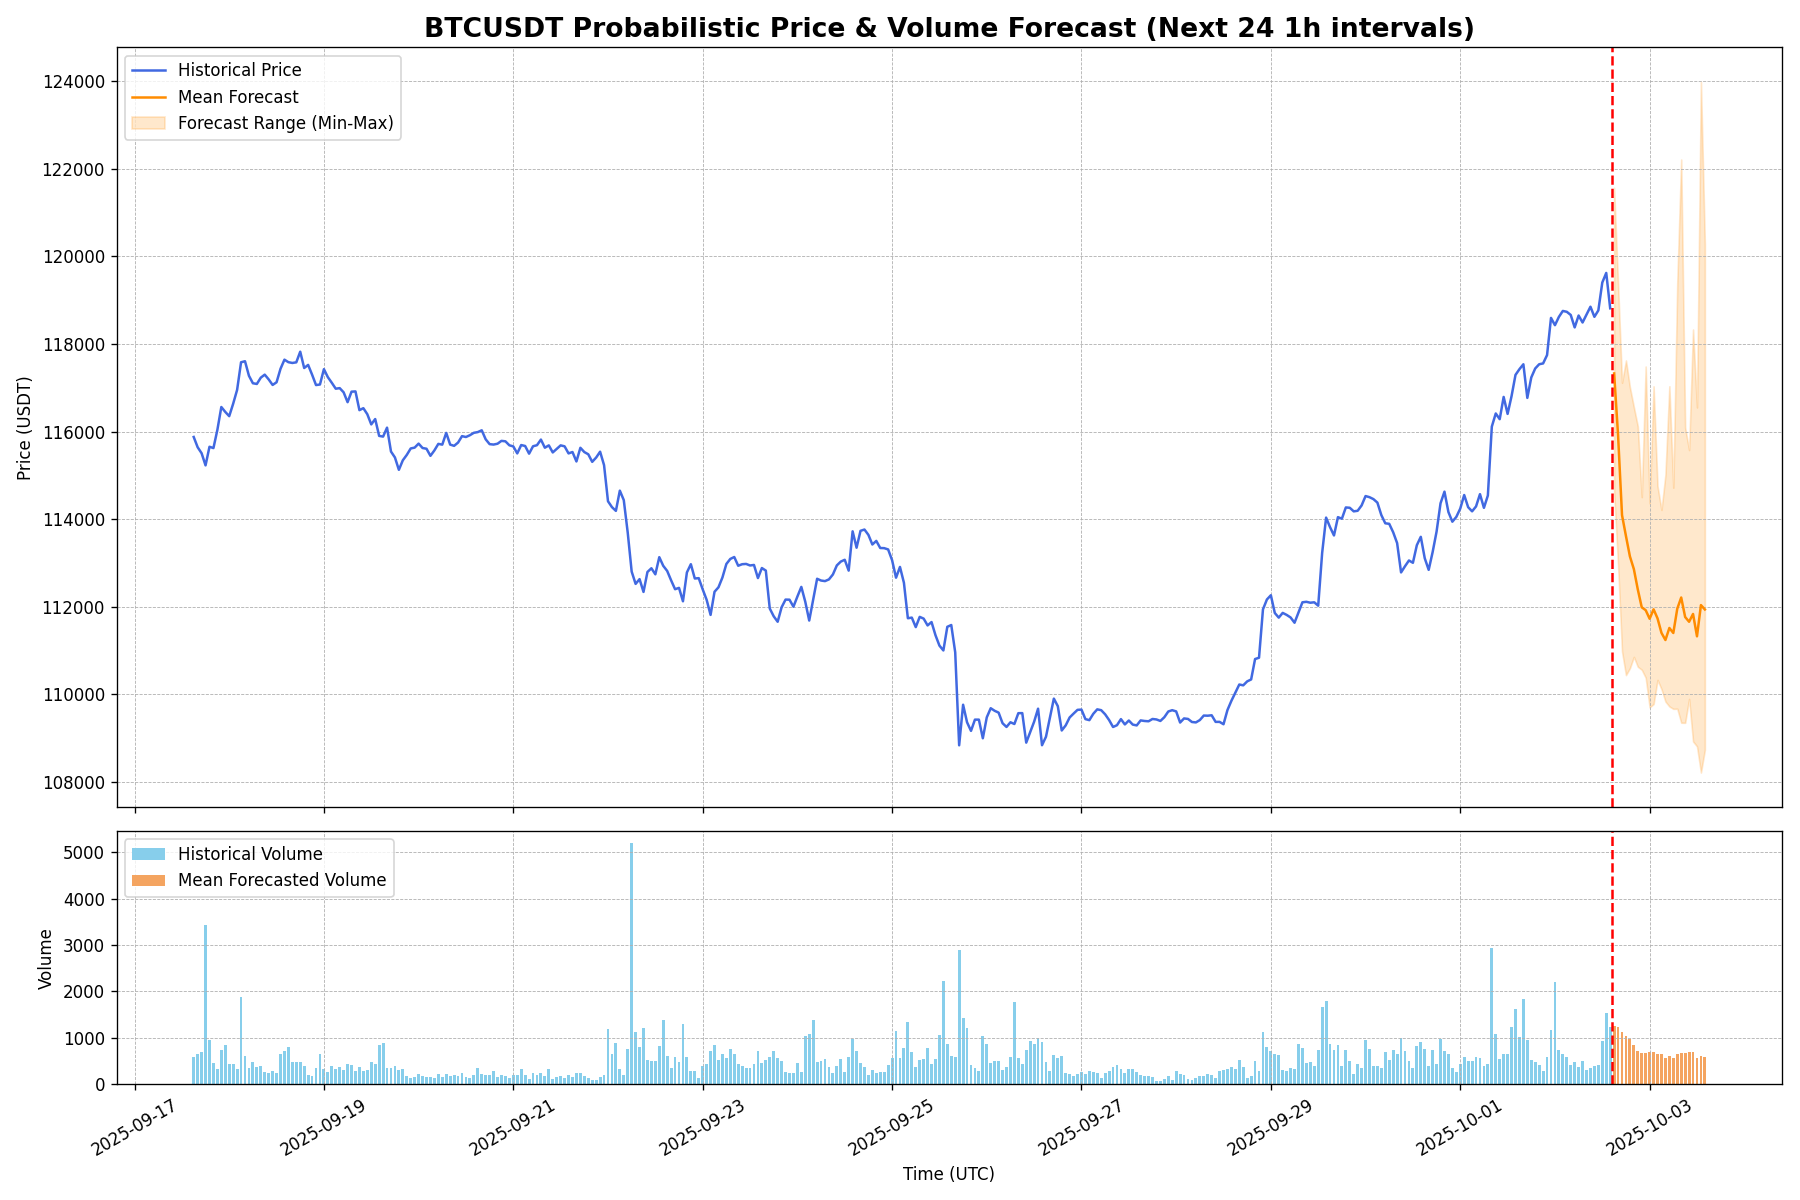 BTCUSDT Probabilistic Price & Volume Forecast (Next 24 1h intervals)
Historical Price
Mean Forecast
Forecast Range (Min-Max)
124000
122000
120000
118000
116000
114000
112000
110000
108000
Price (USDT)
Historical Volume
Mean Forecasted Volume
5000
4000
3000
2000
1000
0
Volume
2025-09-17
2025-09-19
2025-09-21
2025-09-23
2025-09-25
2025-09-27
2025-09-29
2025-10-01
2025-10-03
Time (UTC)